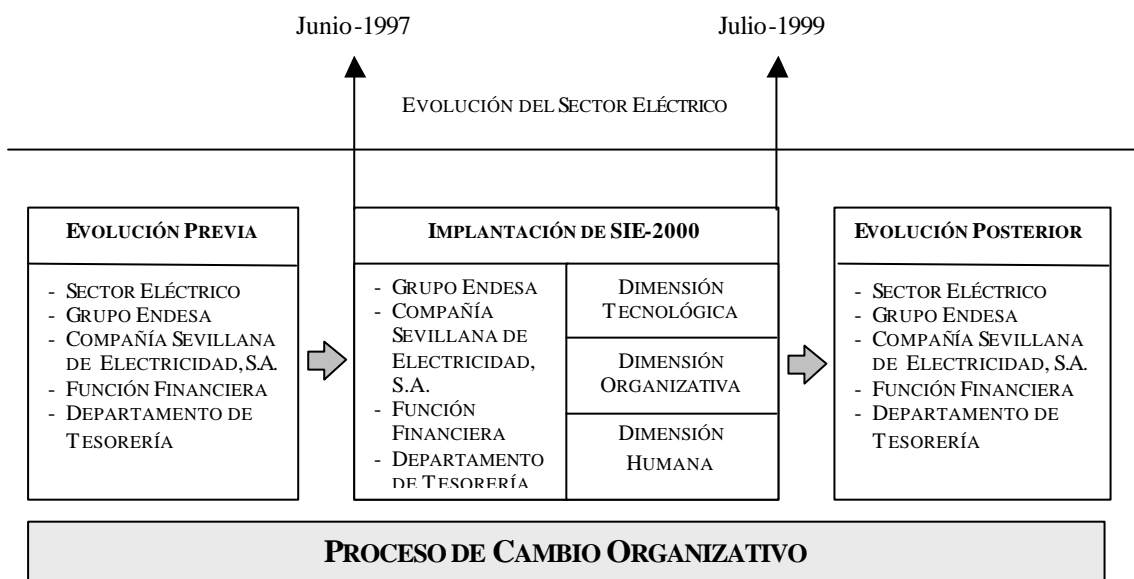 Junio-1997
Julio-1999
EVOLUCIÓN DEL SECTOR ELÉCTRICO
EVOLUCIÓN PREVIA
- SECTOR ELÉCTRICO
- GRUPO ENDESA
- COMPAÑÍA SEVILLANA
DE ELECTRICIDAD, S.A.
- FUNCIÓN FINANCIERA
- DEPARTAMENTO DE
TESORERÍA
IMPLANTACIÓN DE SIE-2000
- GRUPO ENDESA
- COMPAÑÍA
SEVILLANA DE
ELECTRICIDAD,
S.A.
- FUNCIÓN
FINANCIERA
- DEPARTAMENTO
DE TESORERÍA
DIMENSIÓN
TECNOLÓGICA
DIMENSIÓN
ORGANIZATIVA
DIMENSIÓN
HUMANA
EVOLUCIÓN POSTERIOR
- SECTOR ELÉCTRICO
- GRUPO ENDESA
- COMPAÑÍA SEVILLANA
DE ELECTRICIDAD, S.A.
- FUNCIÓN FINANCIERA
- DEPARTAMENTO DE
TESORERÍA
PROCESO DE CAMBIO ORGANIZATIVO